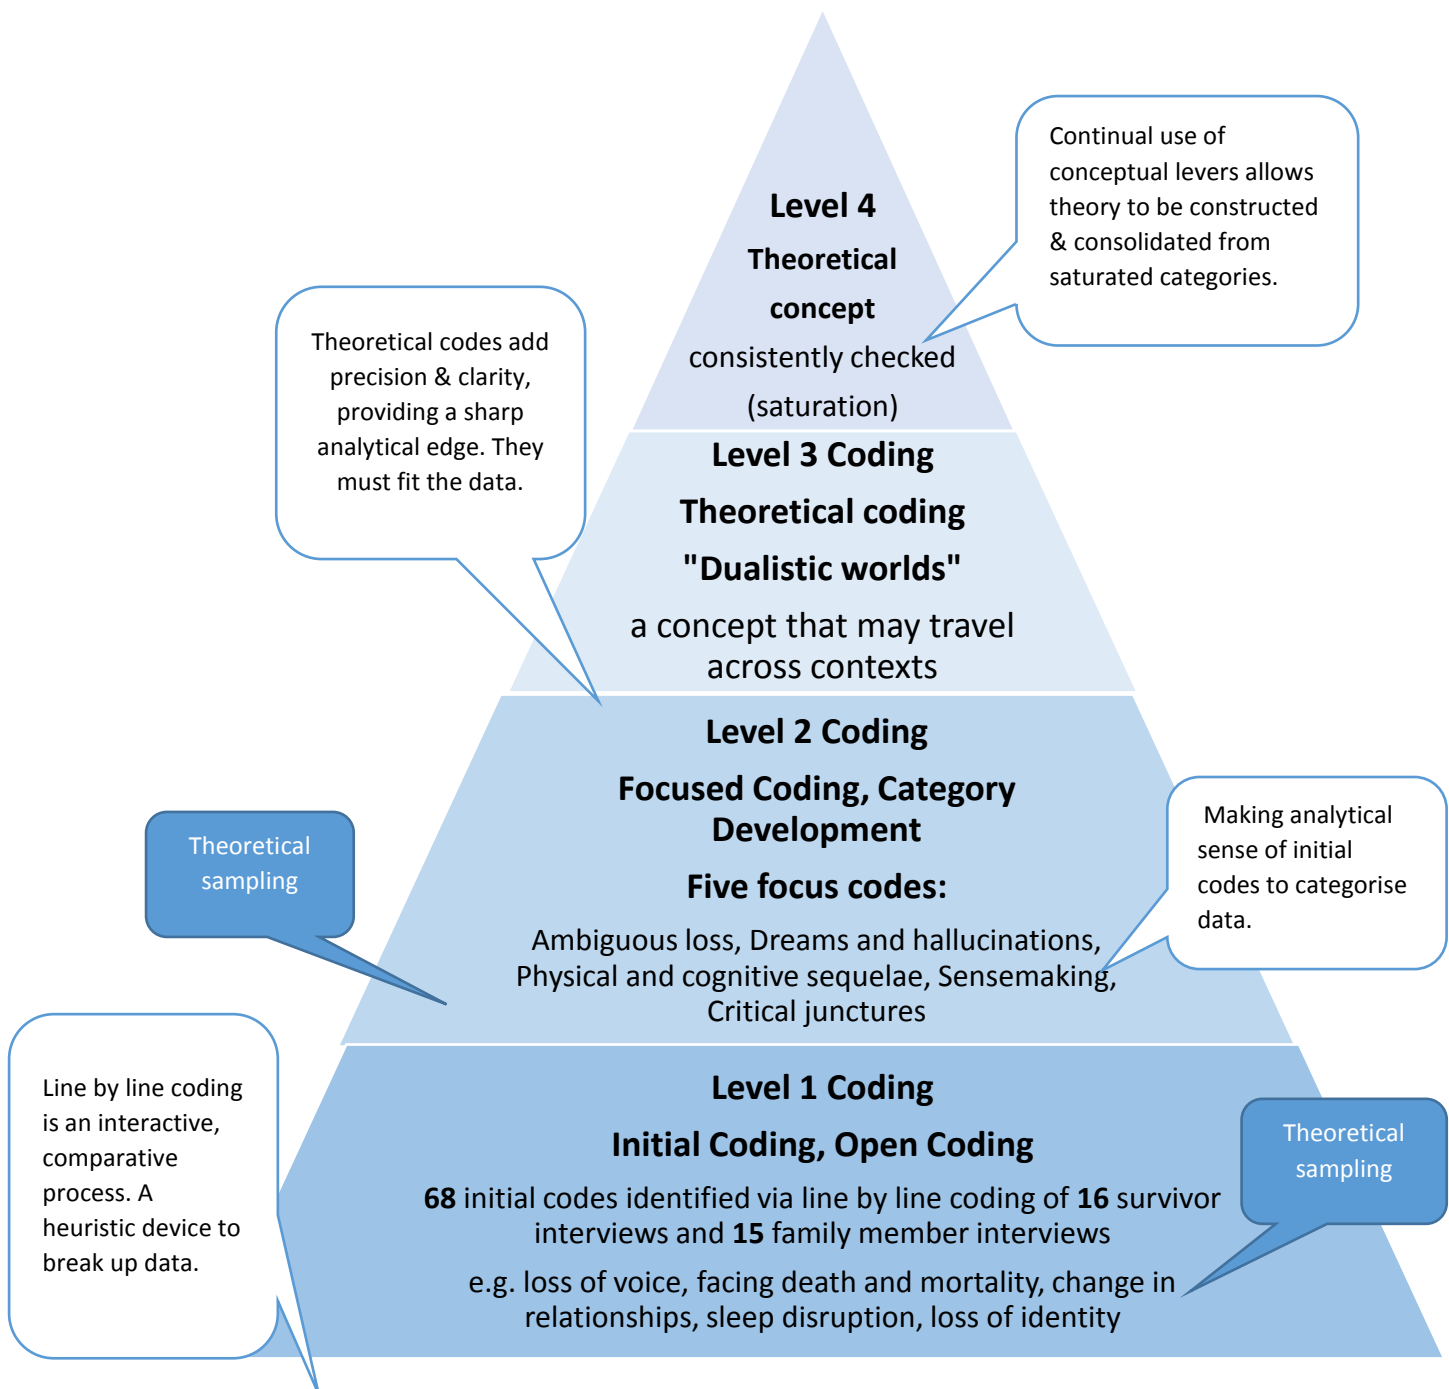 Level 4
Theoretical
concept
consistently checked
(saturation)
Continual use of
conceptual levers allows
theory to be constructed
& consolidated from
saturated categories.
Theoretical codes add
precision & clarity,
providing a sharp
analytical edge. They
must fit the data.
Level 3 Coding
Theoretical coding
"Dualistic worlds"
a concept that may travel
across contexts
Level 2 Coding
Focused Coding, Category
Development
Five focus codes:
Ambiguous loss, Dreams and hallucinations,
Physical and cognitive sequelae, Sensemaking,
Critical junctures
Theoretical
sampling
Making analytical
sense of initial
codes to categorise
data.
Line by line coding
is an interactive,
comparative
process. A
heuristic device to
break up data.
Level 1 Coding
Initial Coding, Open Coding
68 initial codes identified via line by line coding of 16 survivor
interviews and 15 family member interviews
e.g. loss of voice, facing death and mortality, change in
relationships, sleep disruption, loss of identity
Theoretical
sampling